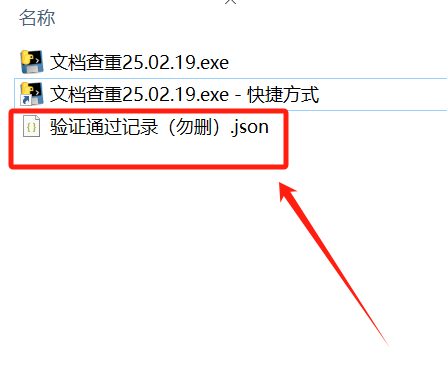 名称
文档查重25.02.19.exe
文档查重25.02.19.exe - 快捷方式
验证通过记录（勿删）.json